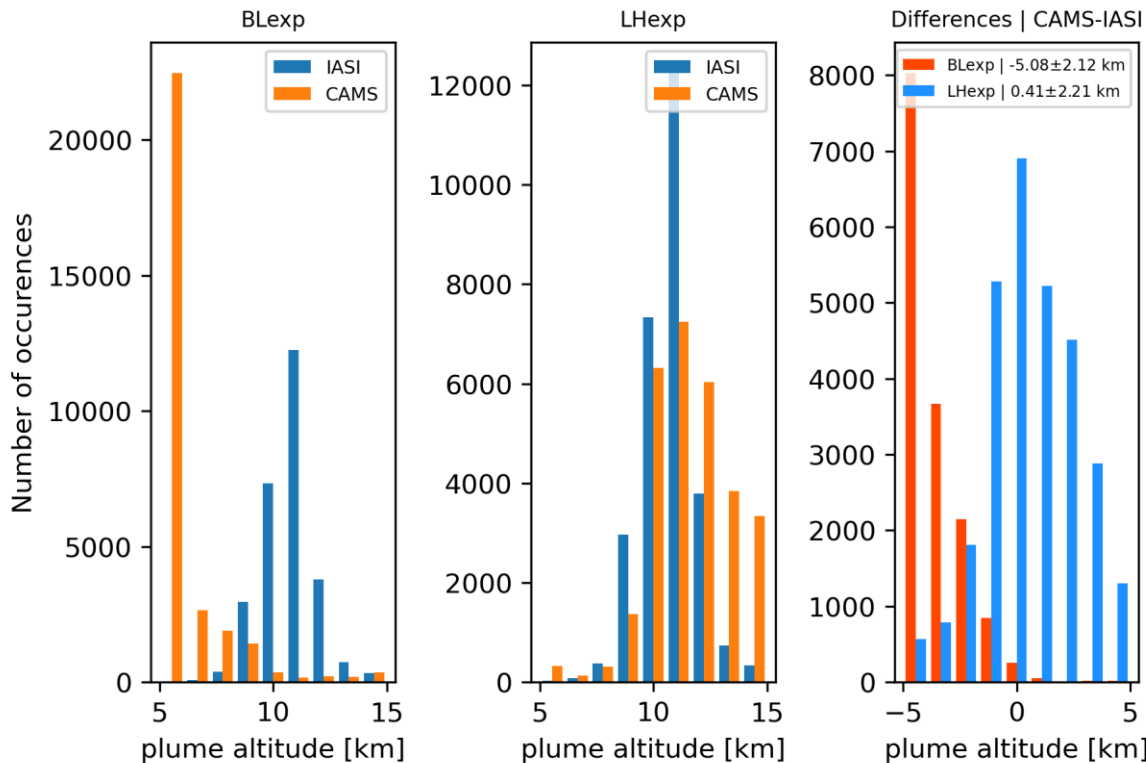 BLexp
LHexp
Differences | CAMS-IASI
IASI
CAMS
IASI
CAMS
BLexp | -5.08±2.12 km
LHexp | 0.41±2.21 km
Number of occurences
20000
15000
10000
5000
0
12000
10000
8000
6000
4000
2000
0
8000
7000
6000
5000
4000
3000
2000
1000
0
5 10 15
5 10 15
−5 0 5
plume altitude [km]
plume altitude [km]
plume altitude [km]